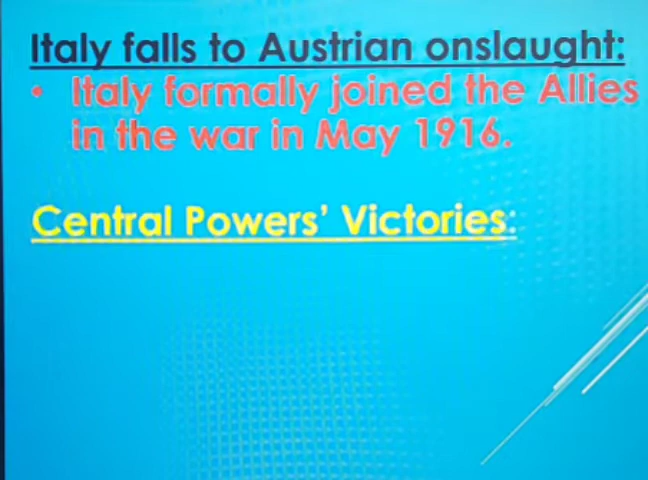 Italy falls to Austrian onslaught:
• Italy formally joined the Allies
in the war in May 1916.
Central Powers' Victories: